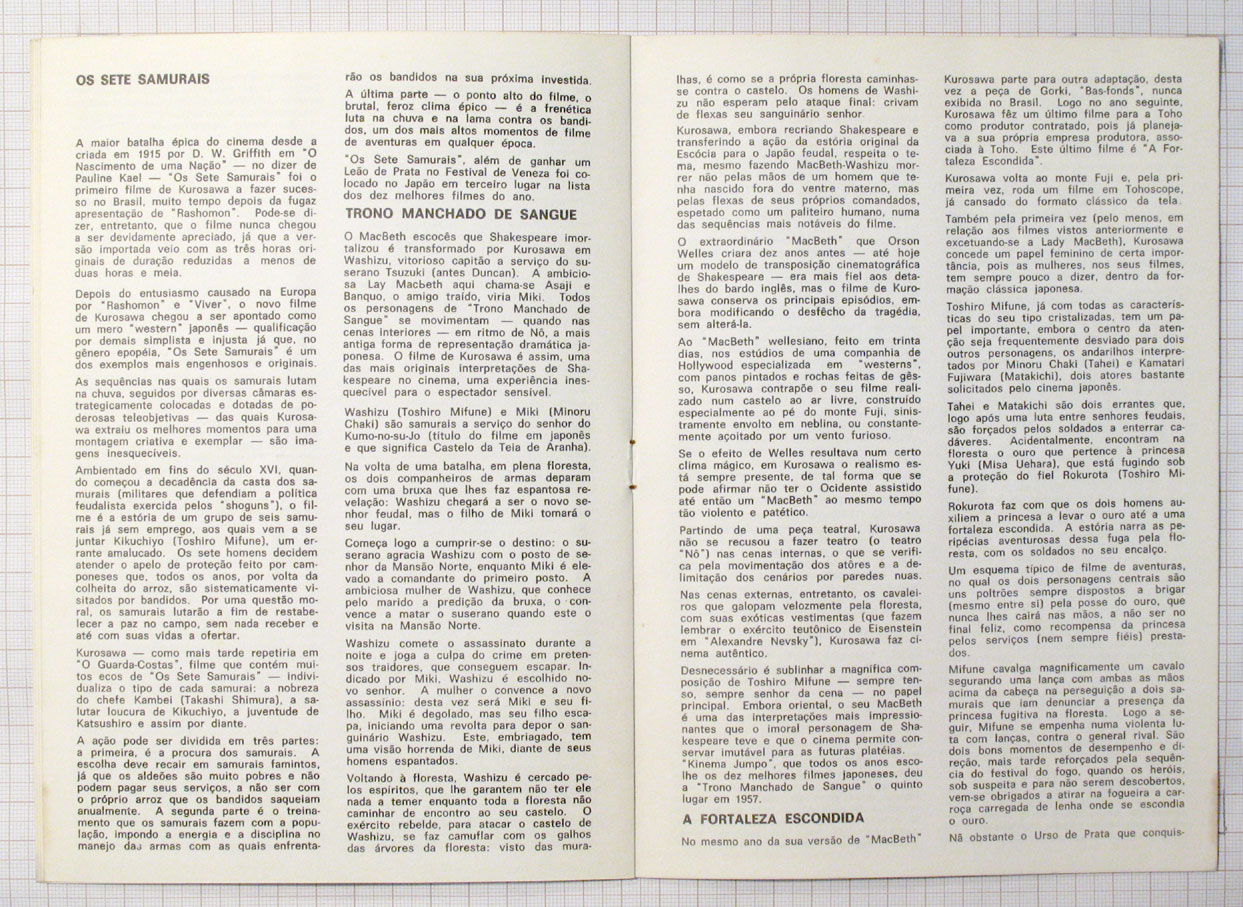 OS SETE SAMURAIS
A maior batalha épica do cinema desde a
criada em 1915 por D. W. Griffith em "O
Nascimento de uma Nação" — no dizer de
Pauline Kael — "Os Sete Samurais" foi o
primeiro filme de Kurosawa a fazer suces-
so no Brasil, muito tempo depois da fugaz
apresentação de "Rashomon". Pode-se di-
zer, entretanto, que o filme nunca chegou
a ser devidamente apreciado, já que a ver-
são importada veio com as três horas ori-
ginais de duração reduzidas a menos de
duas horas e meia.
Depois do entusiasmo causado na Europa
por "Rashomon" e "Viver", o novo filme
de Kurosawa chegou a ser apontado como
um mero "western" japonês — qualificação
por demais simplista e injusta já que, no
gênero epopéia, "Os Sete Samurais" é um
dos exemplos mais engenhosos e originais.
As sequências nas quais os samurais lutam
na chuva, seguidos por diversas câmaras es-
trategicamente colocadas e dotadas de po-
derosas teleobjetivas — das quais Kurosa-
wa extraiu os melhores momentos para uma
montagem criativa e exemplar — são ima-
gens inesquecíveis.
Ambientado em fins do século XVI, quan-
do começou a decadência da casta dos sa-
murais (militares que defendiam a política
feudalista exercida pelos "shoguns"), o fil-
me é a estória de um grupo de seis samu-
rais já sem emprego, aos quais vem a se
juntar Kikuchiyo (Toshiro Mifune), um er-
rante amalucado. Os sete homens decidem
atender o apelo de proteção feito por cam-
poneses que, todos os anos, por volta da
colheita do arroz, são sistematicamente vi-
sitados por bandidos. Por uma questão mo-
ral, os samurais lutarão a fim de restabe-
lecer a paz no campo, sem nada receber e
até com suas vidas a ofertar.
Kurosawa — como mais tarde repetiria em
"O Guarda-Costas", filme que contém mui-
tos ecos de "Os Sete Samurais" — indivi-
dualiza o tipo de cada samurai: a nobreza
do chefe Kambei (Takashi Shimura), a sa-
lutar loucura de Kikuchiyo, a juventude de
Katsushiro e assim por diante.
A ação pode ser dividida em três partes:
a primeira, é a procura dos samurais. A
escolha deve recair em samurais famintos,
já que os aldeões são muito pobres e não
podem pagar seus serviços, a não ser com
o próprio arroz que os bandidos saqueiam
anualmente. A segunda parte é o treina-
mento que os samurais fazem com a popu-
lação, impondo a energia e a disciplina no
manejo das armas com as quais enfrenta-
rão os bandidos na sua próxima investida.
A última parte — o ponto alto do filme, o
brutal, feroz clima épico — é a frenética
luta na chuva e na lama contra os bandi-
dos, um dos mais altos momentos de filme
de aventuras em qualquer época.
"Os Sete Samurais", além de ganhar um
Leão de Prata no Festival de Veneza foi co-
locado no Japão em terceiro lugar na lista
dos dez melhores filmes do ano.
TRONO MANCHADO DE SANGUE
O MacBeth escocês que Shakespeare imor-
talizou é transformado por Kurosawa em
Washizu, vitorioso capitão a serviço do su-
serano Tsuzuki (antes Duncan). A ambicio-
sa Lay Macbeth aqui chama-se Asaji e
Banquo, o amigo traído, viria Miki. Todos
os personagens de "Trono Manchado de
Sangue" se movimentam — quando nas
cenas interiores — em ritmo de Nô, a mais
antiga forma de representação dramática ja-
ponesa. O filme de Kurosawa é assim, uma
das mais originais interpretações de Sha-
kespeare no cinema, uma experiência ines-
quecível para o espectador sensível.
Washizu (Toshiro Mifune) e Miki (Minoru
Chaki) são samurais a serviço do senhor do
Kumo-no-su-Jo (título do filme em japonês
e que significa Castelo da Teia de Aranha).
Na volta de uma batalha, em plena floresta,
os dois companheiros de armas deparam
com uma bruxa que lhes faz espantosa re-
velação: Washizu chegará a ser o novo se-
nhor feudal, mas o filho de Miki tomará o
seu lugar.
Começa logo a cumprir-se o destino: o su-
serano agracia Washizu com o posto de se-
nhor da Mansão Norte, enquanto Miki é ele-
vado a comandante do primeiro posto. A
ambiciosa mulher de Washizu, que conhece
pelo marido a predição da bruxa, o con-
vence a matar o suserano quando este o
visita na Mansão Norte.
Washizu comete o assassinato durante a
noite e joga a culpa do crime em preten-
sos traidores, que conseguem escapar. In-
dicado por Miki, Washizu é escolhido no-
vo senhor. A mulher o convence a novo
assassínio: desta vez será Miki e seu fi-
lho. Miki é degolado, mas seu filho esca-
pa, iniciando uma revolta para depor o san-
guinário Washizu. Este, embriagado, tem
uma visão horrenda de Miki, diante de seus
homens espantados.
Voltando à floresta, Washizu é cercado pe-
los espiritos, que lhe garantem não ter ele
nada a temer enquanto toda a floresta não
caminhar de encontro ao seu castelo. O
exército rebelde, para atacar o castelo de
Washizu, se faz camuflar com os galhos
das árvores da floresta: visto das mura-
lhas, é como se a própria floresta caminhas-
se contra o castelo. Os homens de Washi-
zu não esperam pelo ataque final: crivam
de flexas seu sanguinário senhor.
Kurosawa, embora recriando Shakespeare e
transferindo a ação da estória original da
Escócia para o Japão feudal, respeita o te-
ma, mesmo fazendo MacBeth-Washizu mor-
rer não pelas mãos de um homem que te-
nha nascido fora do ventre materno, mas
pelas flexas de seus próprios comandados,
espetado como um paliteiro humano, numa
das sequências mais notáveis do filme.
O extraordinário "MacBeth" que Orson
Welles criara dez anos antes — até hoje
um modelo de transposição cinematográfica
de Shakespeare — era mais fiel aos deta-
lhes do bardo inglês, mas o filme de Kuro-
sawa conserva os principais episódios, em-
bora modificando o desfêcho da tragédia,
sem alterá-la.
Ao "MacBeth" wellesiano, feito em trinta
dias, nos estúdios de uma companhia de
Hollywood especializada em "westerns",
com panos pintados e rochas feitas de gês-
so, Kurosawa contrapõe o seu filme reali-
zado num castelo ao ar livre, construído
especialmente ao pé do monte Fuji, sinis-
tramente envolto em neblina, ou constante-
mente açoitado por um vento furioso.
Se o efeito de Welles resultava num certo
clima mágico, em Kurosawa o realismo es-
tá sempre presente, de tal forma que se
pode afirmar não ter o Ocidente assistido
até então um "MacBeth" ao mesmo tempo
tão violento e patético.
Partindo de uma peça teatral, Kurosawa
não se recusou a fazer teatro (o teatro
"Nô") nas cenas internas, o que se verifi-
ca pela movimentação dos atôres e a de-
limitação dos cenários por paredes nuas.
Nas cenas externas, entretanto, os cavalei-
ros que galopam velozmente pela floresta,
com suas exóticas vestimentas (que fazem
lembrar o exército teutônico de Eisenstein
em "Alexandre Nevsky"), Kurosawa faz ci-
nema autêntico.
Desnecessário é sublinhar a magnífica com-
posição de Toshiro Mifune — sempre ten-
so, sempre senhor da cena — no papel
principal. Embora oriental, o seu MacBeth
é uma das interpretações mais impressio-
nantes que o imoral personagem de Sha-
kespeare teve e que o cinema permite con-
servar imutável para as futuras platéias.
"Kinema Jumpo", que todos os anos esco-
lhe os dez melhores filmes japoneses, deu
a "Trono Manchado de Sangue" o quinto
lugar em 1957.
A FORTALEZA ESCONDIDA
No mesmo ano da sua versão de "MacBeth"
Kurosawa parte para outra adaptação, desta
vez a peça de Gorki, "Bas-fonds", nunca
exibida no Brasil. Logo no ano seguinte,
Kurosawa fêz um último filme para a Toho
como produtor contratado, pois já planeja-
va a sua própria empresa produtora, asso-
ciada à Toho. Este último filme é "A For-
taleza Escondida".
Kurosawa volta ao monte Fuji e, pela pri-
meira vez, roda um filme em Tohoscope,
já cansado do formato clássico da tela.
Também pela primeira vez (pelo menos, em
relação aos filmes vistos anteriormente e
excetuando-se a Lady MacBeth), Kurosawa
concede um papel feminino de certa impor-
tância, pois as mulheres, nos seus filmes,
tem sempre pouco a dizer, dentro da for-
mação clássica japonesa.
Toshiro Mifune, já com todas as caracterís-
ticas do seu tipo cristalizadas, tem um pa-
pel importante, embora o centro da aten-
ção seja frequentemente desviado para dois
outros personagens, os andarilhos interpre-
tados por Minoru Chaki (Tahei) e Kamatari
Fujiwara (Matakichi), dois atores bastante
solicitados pelo cinema japonês.
Tahei e Matakichi são dois errantes que,
logo após uma luta entre senhores feudais,
são forçados pelos soldados a enterrar ca-
dáveres. Acidentalmente, encontram na
floresta o ouro que pertence à princesa
Yuki (Misa Uehara), que está fugindo sob
a proteção do fiel Rokurota (Toshiro Mi-
fune).
Rokurota faz com que os dois homens au-
xiliem a princesa a levar o ouro até a uma
fortaleza escondida. A estória narra as pe-
ripécias aventurosas dessa fuga pela flo-
resta, com os soldados no seu encalço.
Um esquema típico de filme de aventuras,
no qual os dois personagens centrais são
uns poltrões sempre dispostos a brigar
(mesmo entre si) pela posse do ouro, que
nunca lhes cairá nas mãos, a não ser no
final feliz, como recompensa da princesa
pelos serviços (nem sempre fiéis) presta-
dos.
Mifune cavalga magnificamente um cavalo
segurando uma lança com ambas as mãos
acima da cabeça na perseguição a dois sa-
murais que iam denunciar a presença da
princesa fugitiva na floresta. Logo a se-
guir, Mifune se empenha numa violenta lu-
ta com lanças, contra o general rival. São
dois bons momentos de desempenho e di-
reção, mais tarde reforçados pela sequên-
cia do festival do fogo, quando os heróis,
sob suspeita e para não serem descobertos,
vem-se obrigados a atirar na fogueira a car-
roça carregada de lenha onde se escondia
o ouro.
Nã obstante o Urso de Prata que conquis-